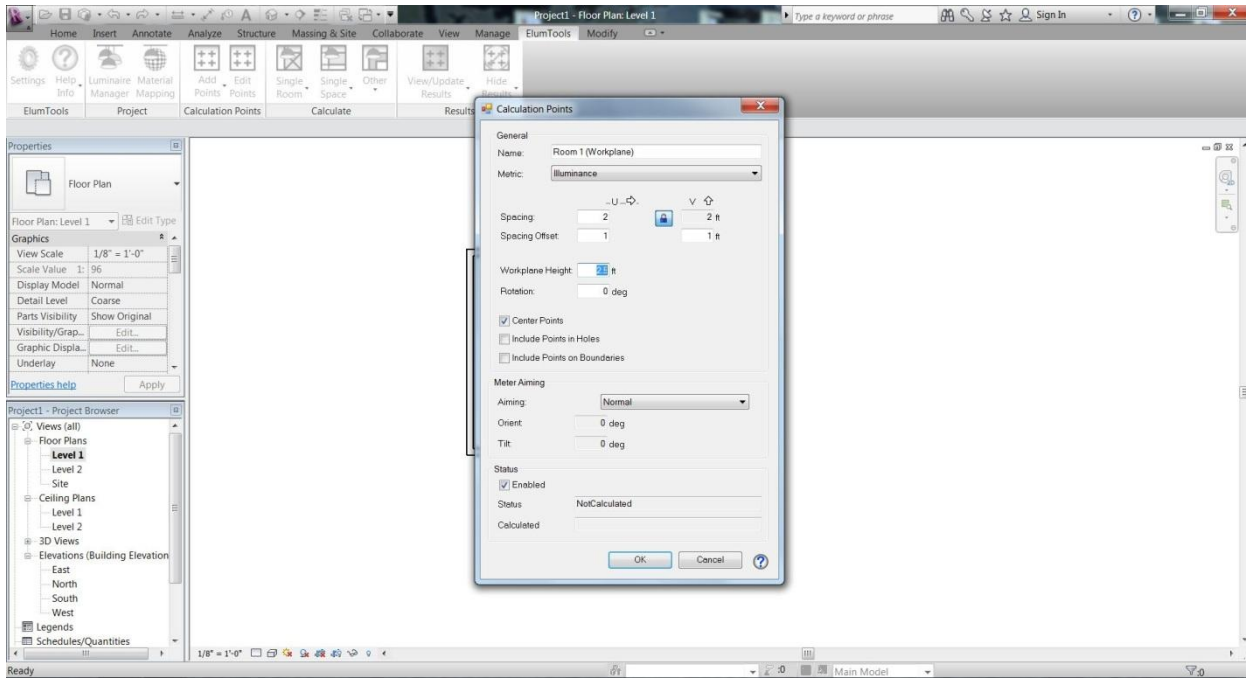 Project1 - Floor Plan: Level 1
Type a keyword or phrase
Sign In
Home Insert Annotate Analyze Structure Massing & Site Collaborate View Manage ElumTools Modify
Settings Help Luminaire Material Add Edit Single Single Other View/Update Hide
Info Manager Mapping Points Points Room Space Results Results
ElumTools Project Calculation Points Calculate Results
Properties
Floor Plan
Floor Plan: Level 1 Edit Type
Graphics
View Scale 1/8" = 1'-0"
Scale Value 1: 96
Display Model Normal
Detail Level Coarse
Parts Visibility Show Original
Visibility/Grap... Edit...
Graphic Displa... Edit...
Underlay None
Properties help Apply
Project1 - Project Browser
Views (all)
Floor Plans
Level 1
Level 2
Site
Ceiling Plans
Level 1
Level 2
3D Views
Elevations (Building Elevation
East
North
South
West
Legends
Schedules/Quantities
Calculation Points
General
Name: Room 1 (Workplane)
Metric: Illuminance
U V
Spacing: 2 2 ft
Spacing Offset: 1 1 ft
Workplane Height: ft
Rotation: 0 deg
Center Points
Include Points in Holes
Include Points on Bounderies
Meter Aiming
Aiming: Normal
Orient: 0 deg
Tilt: 0 deg
Status
Enabled
Status NotCalculated
Calculated
OK Cancel
1/8" = 1'-0"
Ready
:0 Main Model :0